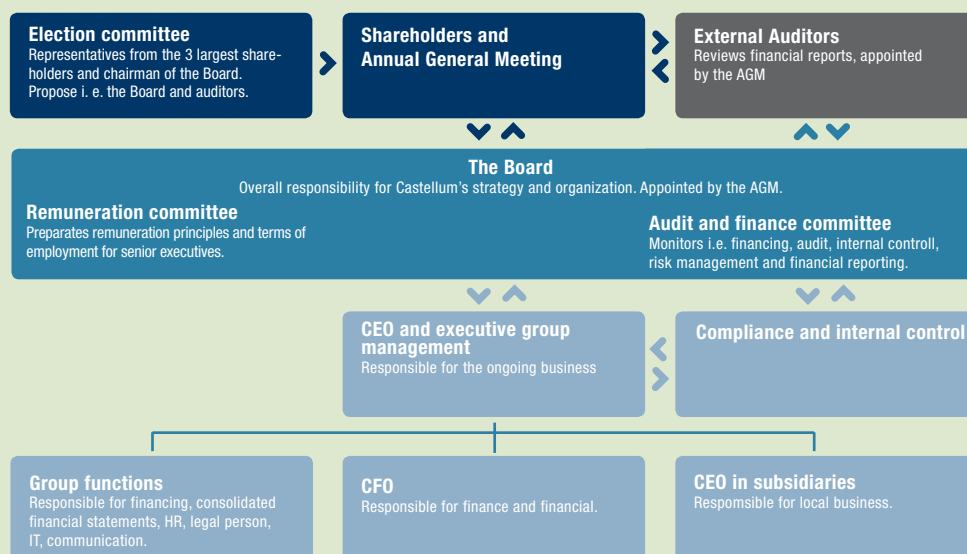 Election committee
Representatives from the 3 largest share-
holders and chairman of the Board.
Propose i. e. the Board and auditors.
Shareholders and
Annual General Meeting
External Auditors
Reviews financial reports, appointed
by the AGM
The Board
Overall responsibility for Castellum's strategy and organization. Appointed by the AGM.
Remuneration committee
Preparates remuneration principles and terms of
employment for senior executives.
Audit and finance committee
Monitors i.e. financing, audit, internal controll,
risk management and financial reporting.
CEO and executive group
management
Responsible for the ongoing business
Compliance and internal control
Group functions
Responsible for financing, consolidated
financial statements, HR, legal person,
IT, communication.
CFO
Responsible for finance and financial.
CEO in subsidiaries
Respomsible for local business.